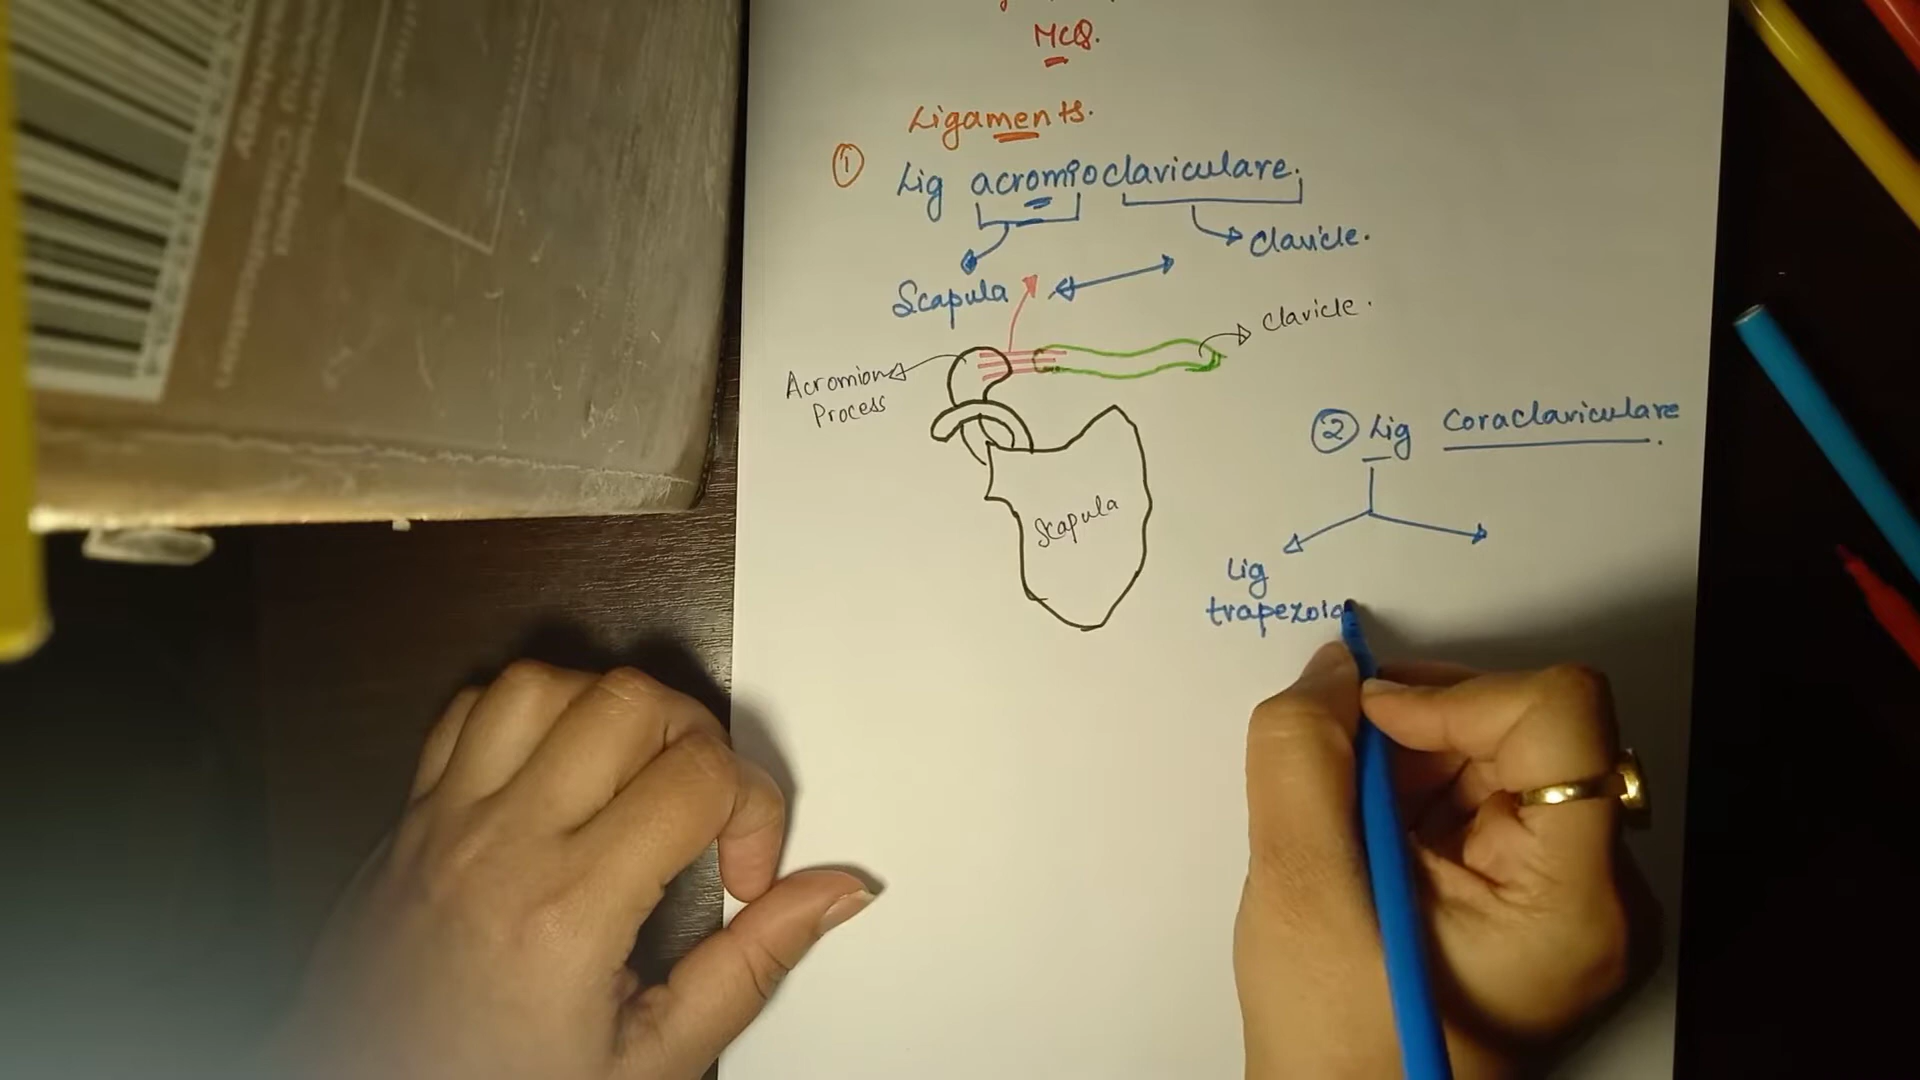 MCQ.
Ligaments.
① Lig acromioclaviculare.
Clavicle.
Scapula
Clavicle.
Acromion
Process
② Lig Coraclaviculare
Scapula
Lig
trapezoid